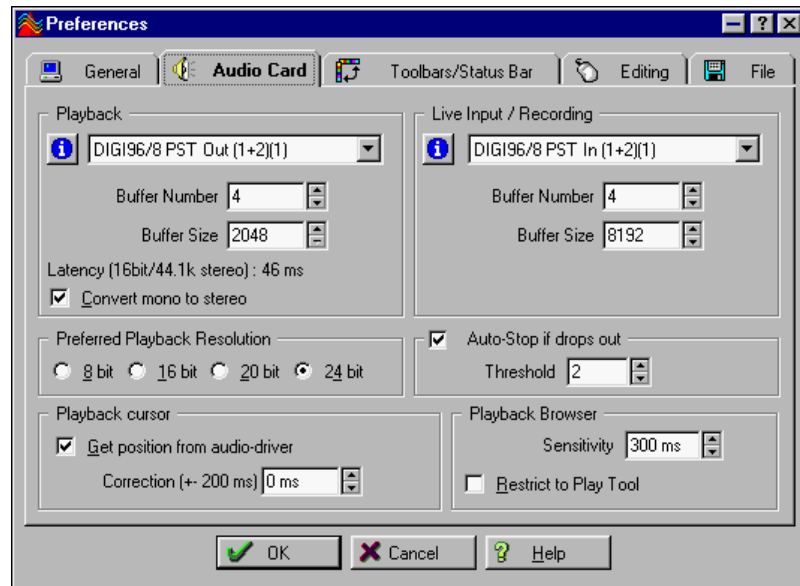 Preferences
General
Audio Card
Toolbars/Status Bar
Editing
File
Playback
DIGI96/8 PST Out (1+2)(1)
Buffer Number 4
Buffer Size 2048
Latency (16bit/44.1k stereo) : 46 ms
Convert mono to stereo
Live Input / Recording
DIGI96/8 PST In (1+2)(1)
Buffer Number 4
Buffer Size 8192
Preferred Playback Resolution
8 bit 16 bit 20 bit 24 bit
Auto-Stop if drops out
Threshold 2
Playback cursor
Get position from audio-driver
Correction (+- 200 ms) 0 ms
Playback Browser
Sensitivity 300 ms
Restrict to Play Tool
OK
Cancel
Help